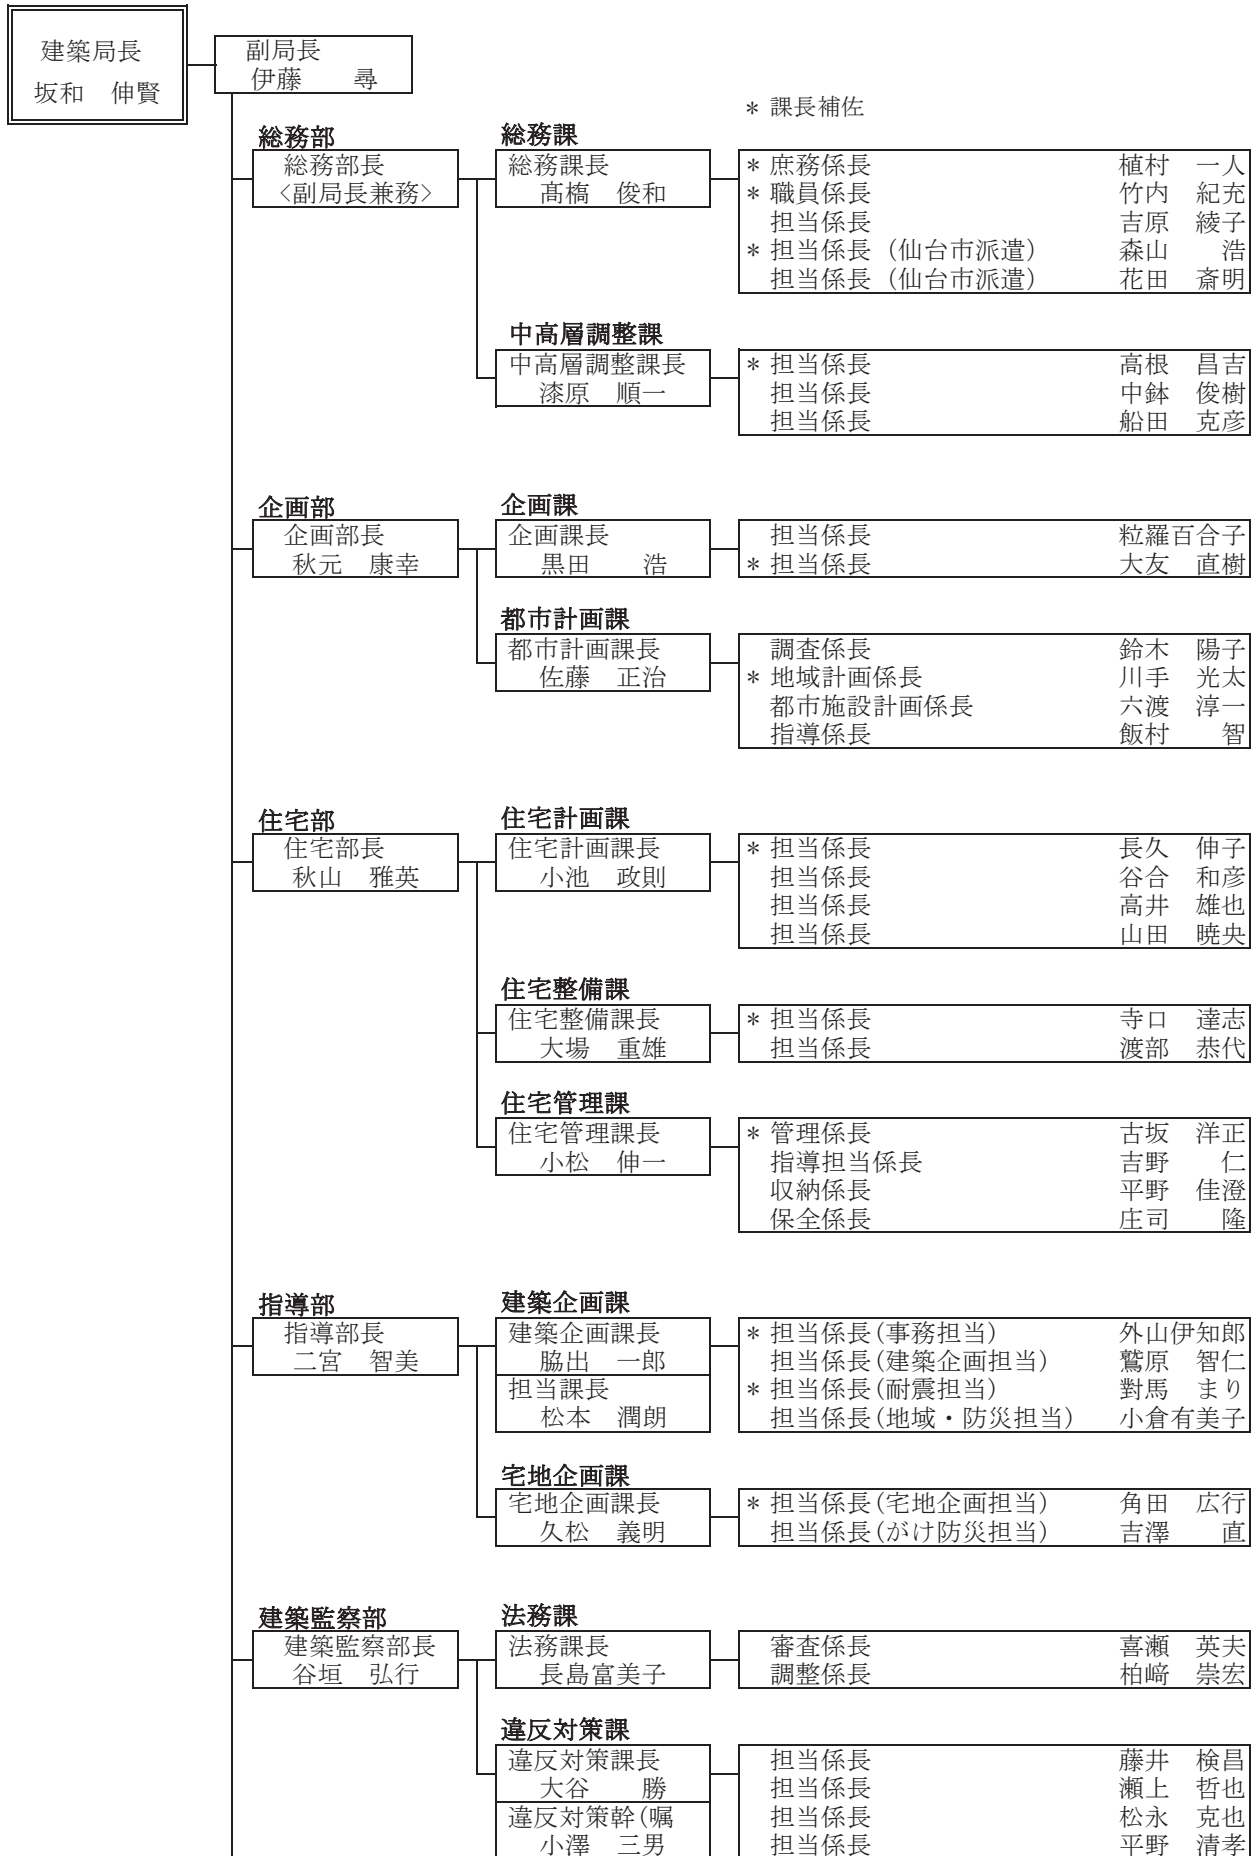 建築局長
坂和　伸賢
副局長
伊藤　　尋
* 課長補佐
総務部
総務部長
<副局長兼務>
総務課
総務課長
髙橋　俊和
* 庶務係長　植村　一人
* 職員係長　竹内　紀充
担当係長　吉原　綾子
* 担当係長（仙台市派遣）　森山　　浩
担当係長（仙台市派遣）　花田　斎明
中高層調整課
中高層調整課長
漆原　順一
* 担当係長　高根　昌吉
担当係長　中鉢　俊樹
担当係長　船田　克彦
企画部
企画部長
秋元　康幸
企画課
企画課長
黒田　　浩
担当係長　粒羅百合子
* 担当係長　大友　直樹
都市計画課
都市計画課長
佐藤　正治
調査係長　鈴木　陽子
* 地域計画係長　川手　光太
都市施設計画係長　六渡　淳一
指導係長　飯村　　智
住宅部
住宅部長
秋山　雅英
住宅計画課
住宅計画課長
小池　政則
* 担当係長　長久　伸子
担当係長　谷合　和彦
担当係長　高井　雄也
担当係長　山田　暁央
住宅整備課
住宅整備課長
大場　重雄
* 担当係長　寺口　達志
担当係長　渡部　恭代
住宅管理課
住宅管理課長
小松　伸一
* 管理係長　古坂　洋正
指導担当係長　吉野　　仁
収納係長　平野　佳澄
保全係長　庄司　　隆
指導部
指導部長
二宮　智美
建築企画課
建築企画課長
脇出　一郎
担当課長
松本　潤朗
* 担当係長(事務担当)　外山伊知郎
担当係長(建築企画担当)　鷲原　智仁
* 担当係長(耐震担当)　對馬　まり
担当係長(地域・防災担当)　小倉有美子
宅地企画課
宅地企画課長
久松　義明
* 担当係長(宅地企画担当)　角田　広行
担当係長(がけ防災担当)　吉澤　　直
建築監察部
建築監察部長
谷垣　弘行
法務課
法務課長
長島富美子
審査係長　喜瀬　英夫
調整係長　柏﨑　崇宏
違反対策課
違反対策課長
大谷　　勝
違反対策幹(嘱
小澤　三男
担当係長　藤井　検昌
担当係長　瀬上　哲也
担当係長　松永　克也
担当係長　平野　清孝